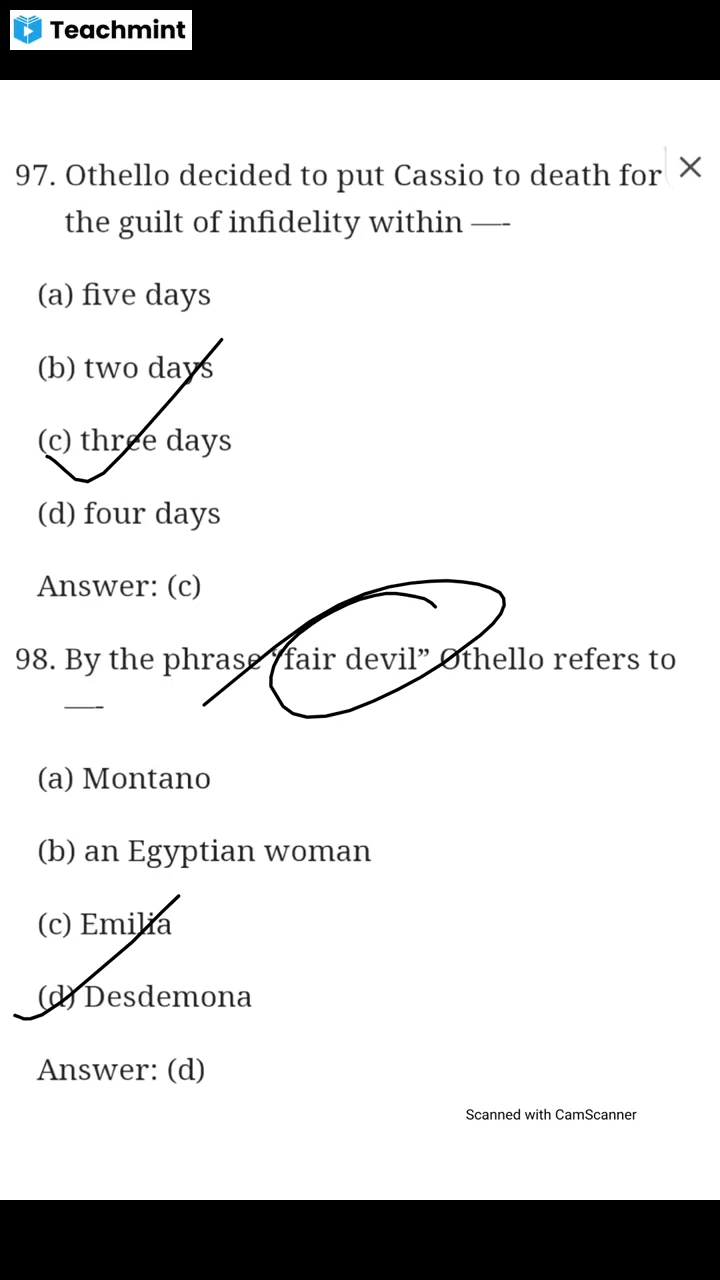 Teachmint
97. Othello decided to put Cassio to death for
the guilt of infidelity within —-
(a) five days
(b) two days
(c) three days
(d) four days
Answer: (c)
98. By the phrase “fair devil” Othello refers to
—-
(a) Montano
(b) an Egyptian woman
(c) Emilia
(d) Desdemona
Answer: (d)
Scanned with CamScanner